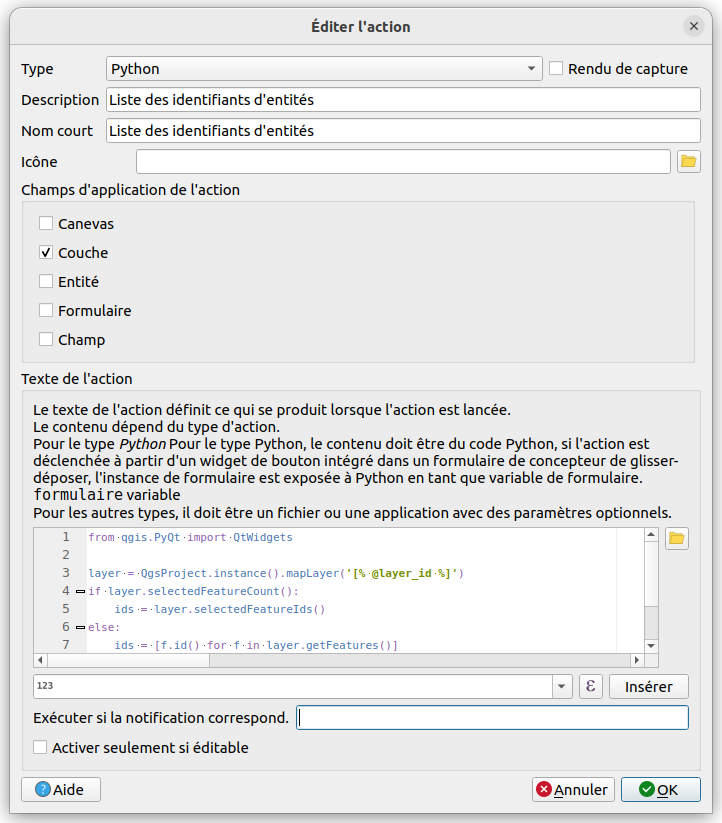 Éditer l'action
Type Python Rendu de capture
Description Liste des identifiants d'entités
Nom court Liste des identifiants d'entités
Icône
Champs d'application de l'action
Canevas
Couche
Entité
Formulaire
Champ
Texte de l'action
Le texte de l'action définit ce qui se produit lorsque l'action est lancée.
Le contenu dépend du type d'action.
Pour le type Python Pour le type Python, le contenu doit être du code Python, si l'action est
déclenchée à partir d'un widget de bouton intégré dans un formulaire de concepteur de glisser-
déposer, l'instance de formulaire est exposée à Python en tant que variable de formulaire.
formulaire variable
Pour les autres types, il doit être un fichier ou une application avec des paramètres optionnels.
1 from·qgis.PyQt·import·QtWidgets
2
3 layer·=·QgsProject.instance().mapLayer('[%·@layer_id·%]')
4 if·layer.selectedFeatureCount():
5 ····ids·=·layer.selectedFeatureIds()
6 else:
7 ····ids·=·[f.id()·for·f·in·layer.getFeatures()]
123 ε Insérer
Exécuter si la notification correspond.
Activer seulement si éditable
Aide Annuler OK